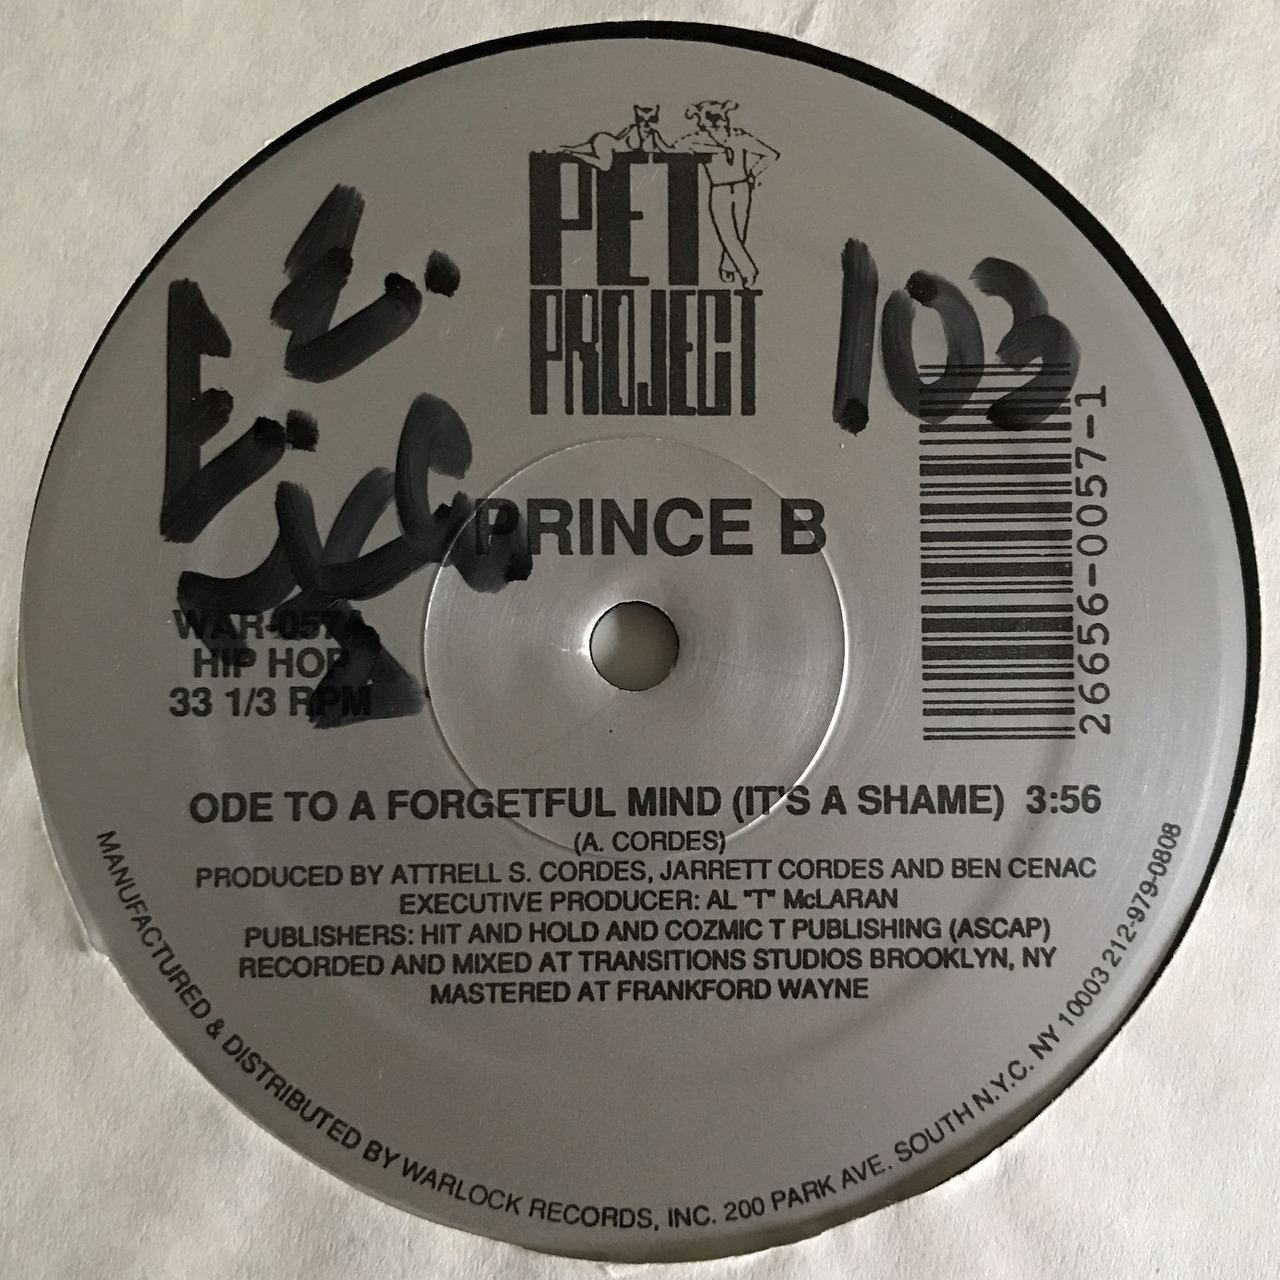 PET
PROJECT
103
E.E.
PRINCE B
WAR-057A
HIP HOP
33 1/3 RPM
26656-0057-1
ODE TO A FORGETFUL MIND (IT'S A SHAME) 3:56
(A. CORDES)
PRODUCED BY ATTRELL S. CORDES, JARRETT CORDES AND BEN CENAC
EXECUTIVE PRODUCER: AL "T" McLARAN
PUBLISHERS: HIT AND HOLD AND COZMIC T PUBLISHING (ASCAP)
RECORDED AND MIXED AT TRANSITIONS STUDIOS BROOKLYN, NY
MASTERED AT FRANKFORD WAYNE
MANUFACTURED & DISTRIBUTED BY WARLOCK RECORDS, INC. 200 PARK AVE. SOUTH N.Y.C. NY 10003 212-979-0808